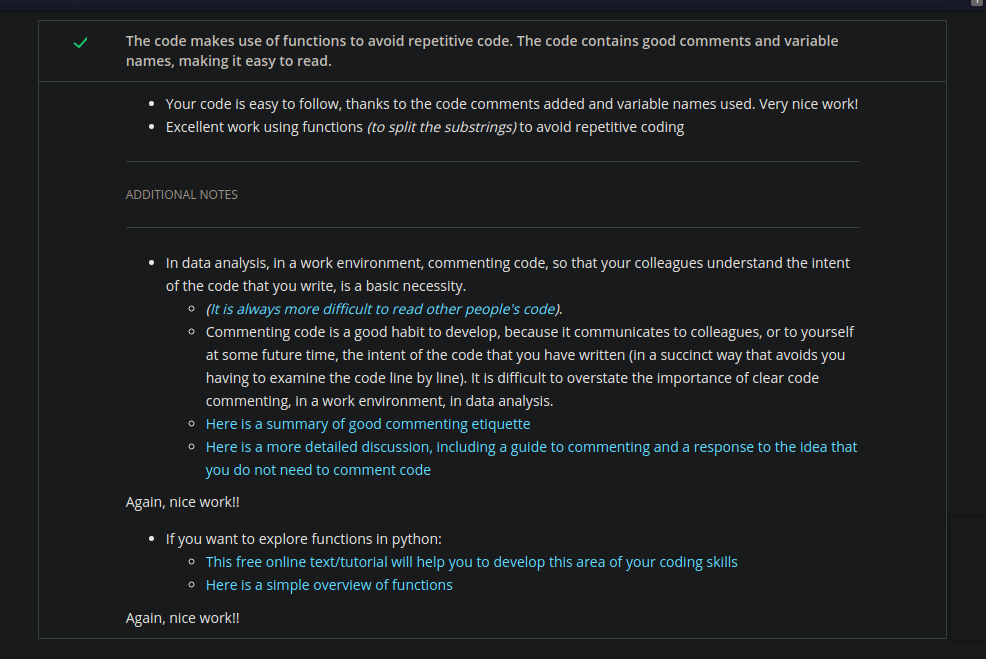 The code makes use of functions to avoid repetitive code. The code contains good comments and variable
names, making it easy to read.
Your code is easy to follow, thanks to the code comments added and variable names used. Very nice work!
Excellent work using functions (to split the substrings) to avoid repetitive coding
ADDITIONAL NOTES
In data analysis, in a work environment, commenting code, so that your colleagues understand the intent
of the code that you write, is a basic necessity.
(It is always more difficult to read other people's code).
Commenting code is a good habit to develop, because it communicates to colleagues, or to yourself
at some future time, the intent of the code that you have written (in a succinct way that avoids you
having to examine the code line by line). It is difficult to overstate the importance of clear code
commenting, in a work environment, in data analysis.
Here is a summary of good commenting etiquette
Here is a more detailed discussion, including a guide to commenting and a response to the idea that
you do not need to comment code
Again, nice work!!
If you want to explore functions in python:
This free online text/tutorial will help you to develop this area of your coding skills
Here is a simple overview of functions
Again, nice work!!